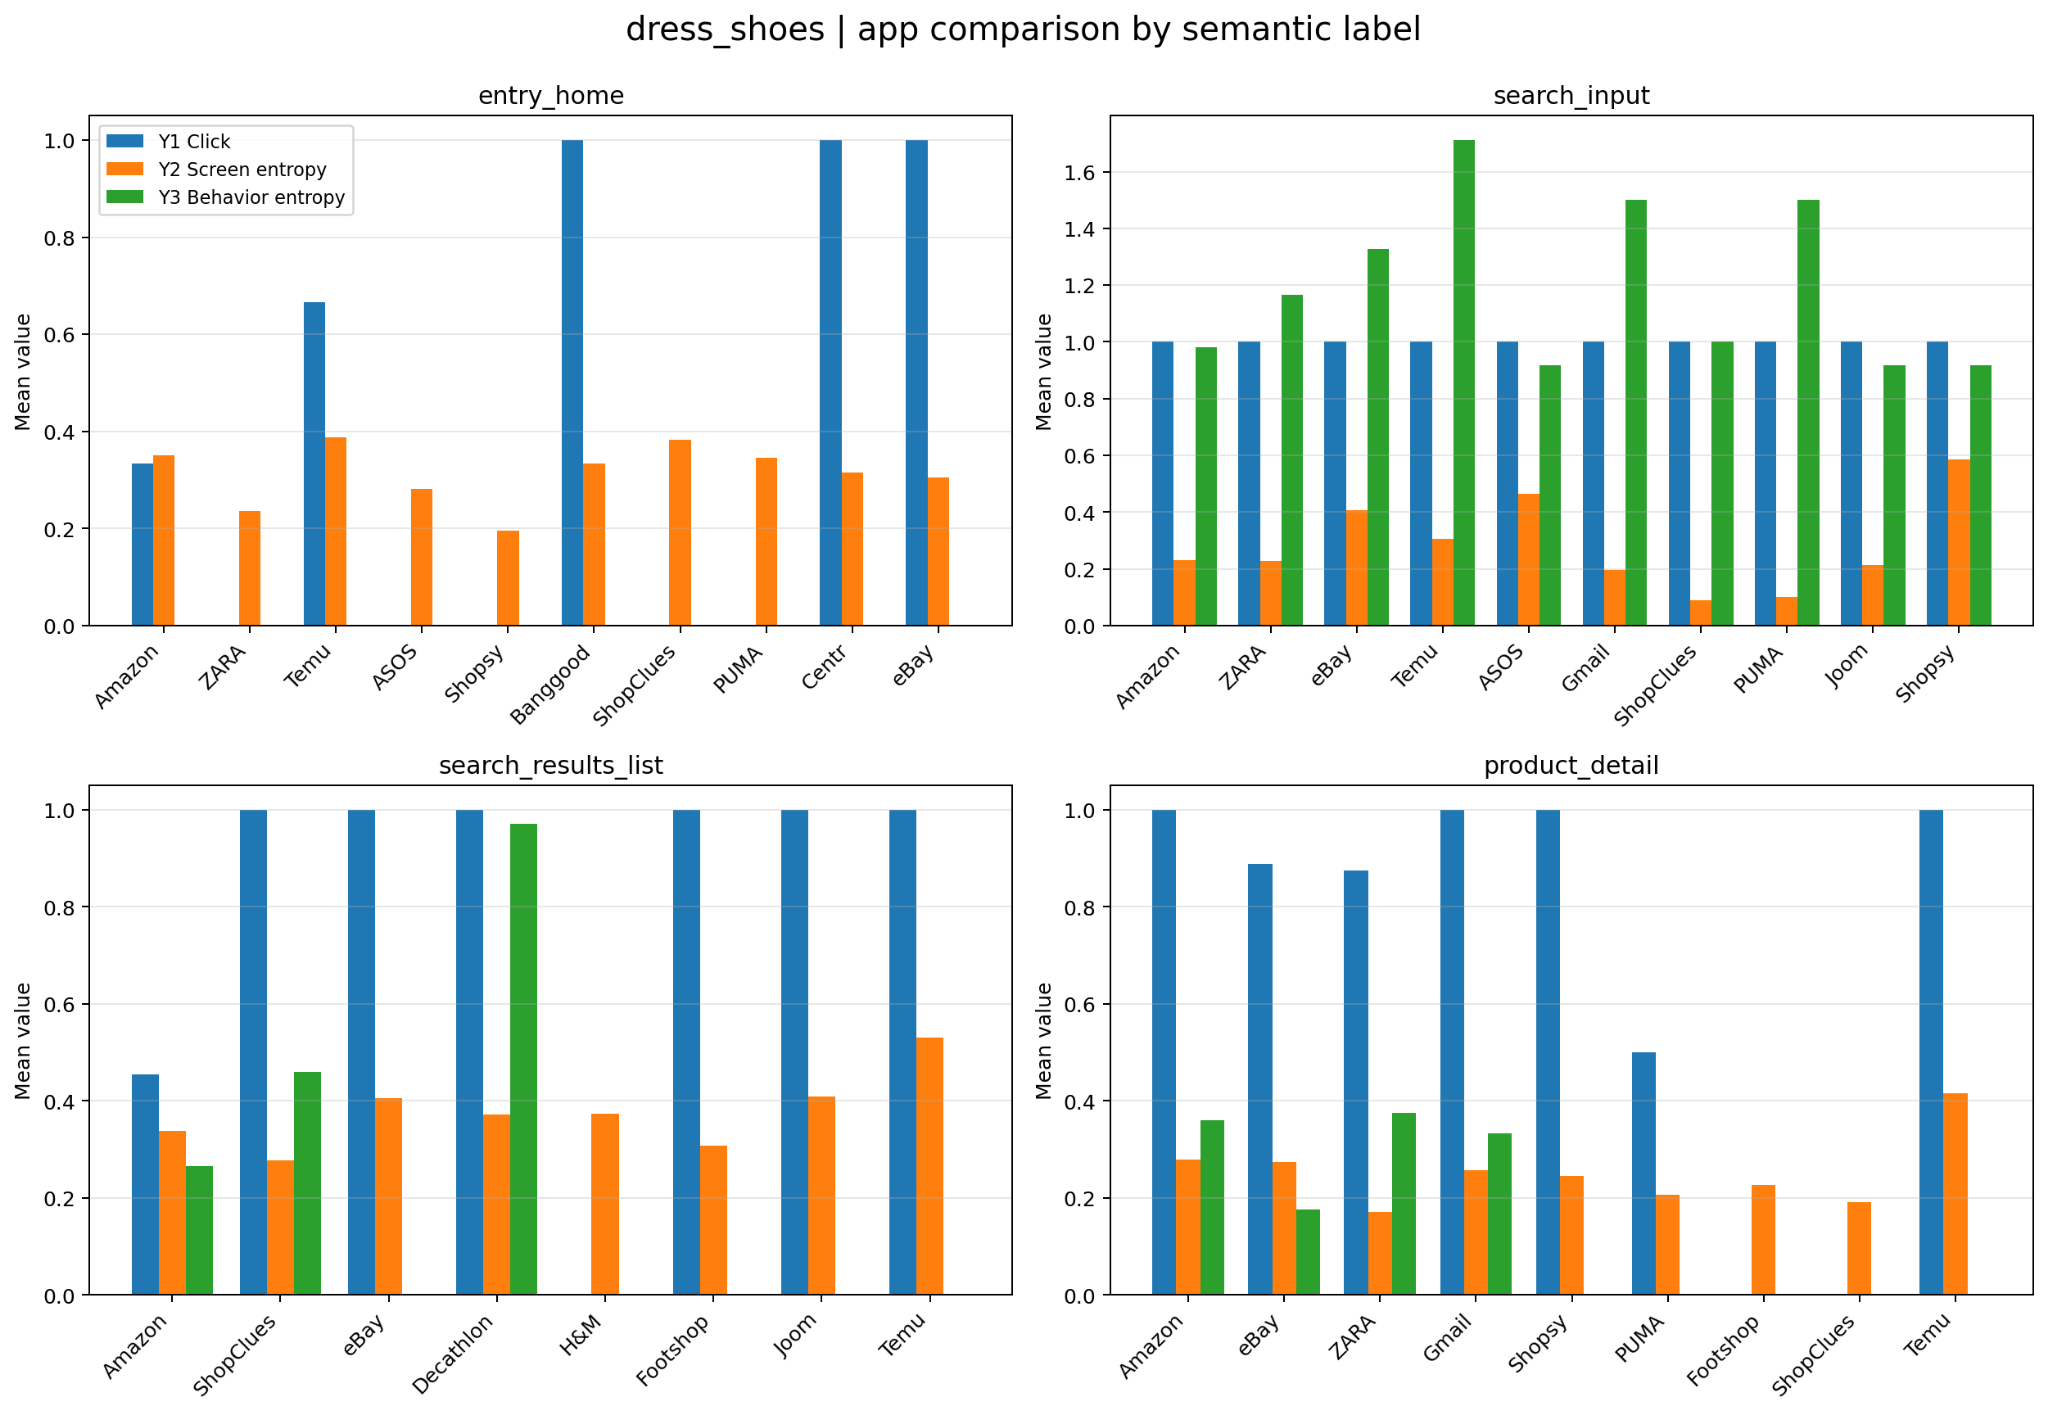 dress_shoes | app comparison by semantic label
entry_home
Mean value
1.0
0.8
0.6
0.4
0.2
0.0
Y1 Click
Y2 Screen entropy
Y3 Behavior entropy
Amazon
ZARA
Temu
ASOS
Shopsy
Banggood
ShopClues
PUMA
Centr
eBay
search_input
Mean value
1.6
1.4
1.2
1.0
0.8
0.6
0.4
0.2
0.0
Amazon
ZARA
eBay
Temu
ASOS
Gmail
ShopClues
PUMA
Joom
Shopsy
search_results_list
Mean value
1.0
0.8
0.6
0.4
0.2
0.0
Amazon
ShopClues
eBay
Decathlon
H&M
Footshop
Joom
Temu
product_detail
Mean value
1.0
0.8
0.6
0.4
0.2
0.0
Amazon
eBay
ZARA
Gmail
Shopsy
PUMA
Footshop
ShopClues
Temu